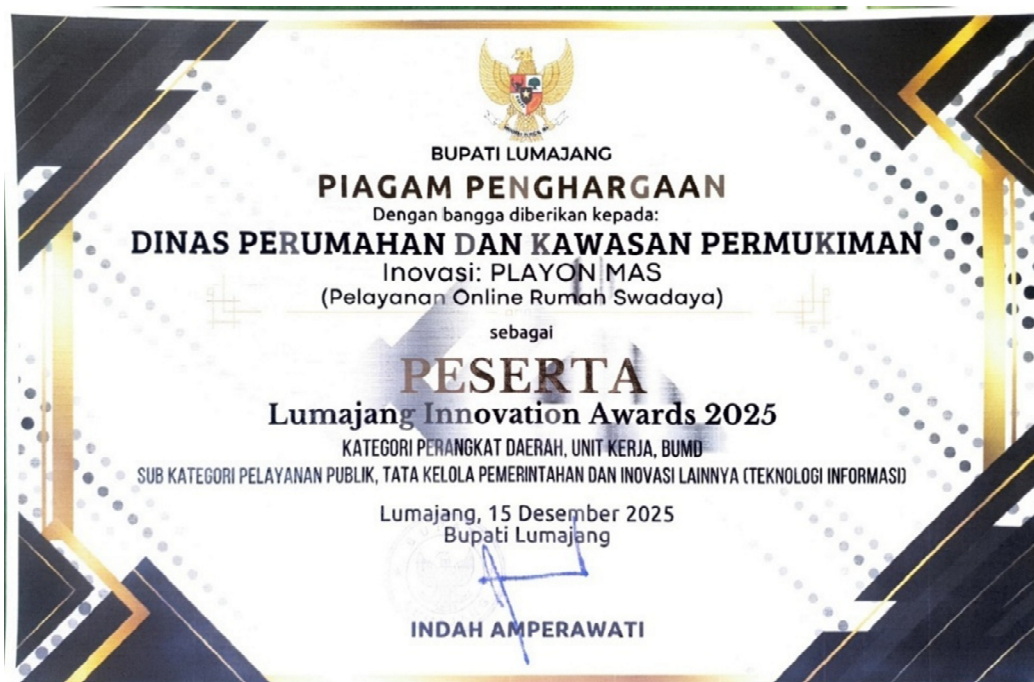 BUPATI LUMAJANG
PIAGAM PENGHARGAAN
Dengan bangga diberikan kepada:
DINAS PERUMAHAN DAN KAWASAN PERMUKIMAN
Inovasi: PLAYON MAS
(Pelayanan Online Rumah Swadaya)
sebagai
PESERTA
Lumajang Innovation Awards 2025
KATEGORI PERANGKAT DAERAH, UNIT KERJA, BUMD
SUB KATEGORI PELAYANAN PUBLIK, TATA KELOLA PEMERINTAHAN DAN INOVASI LAINNYA (TEKNOLOGI INFORMASI)
Lumajang, 15 Desember 2025
Bupati Lumajang
INDAH AMPERAWATI